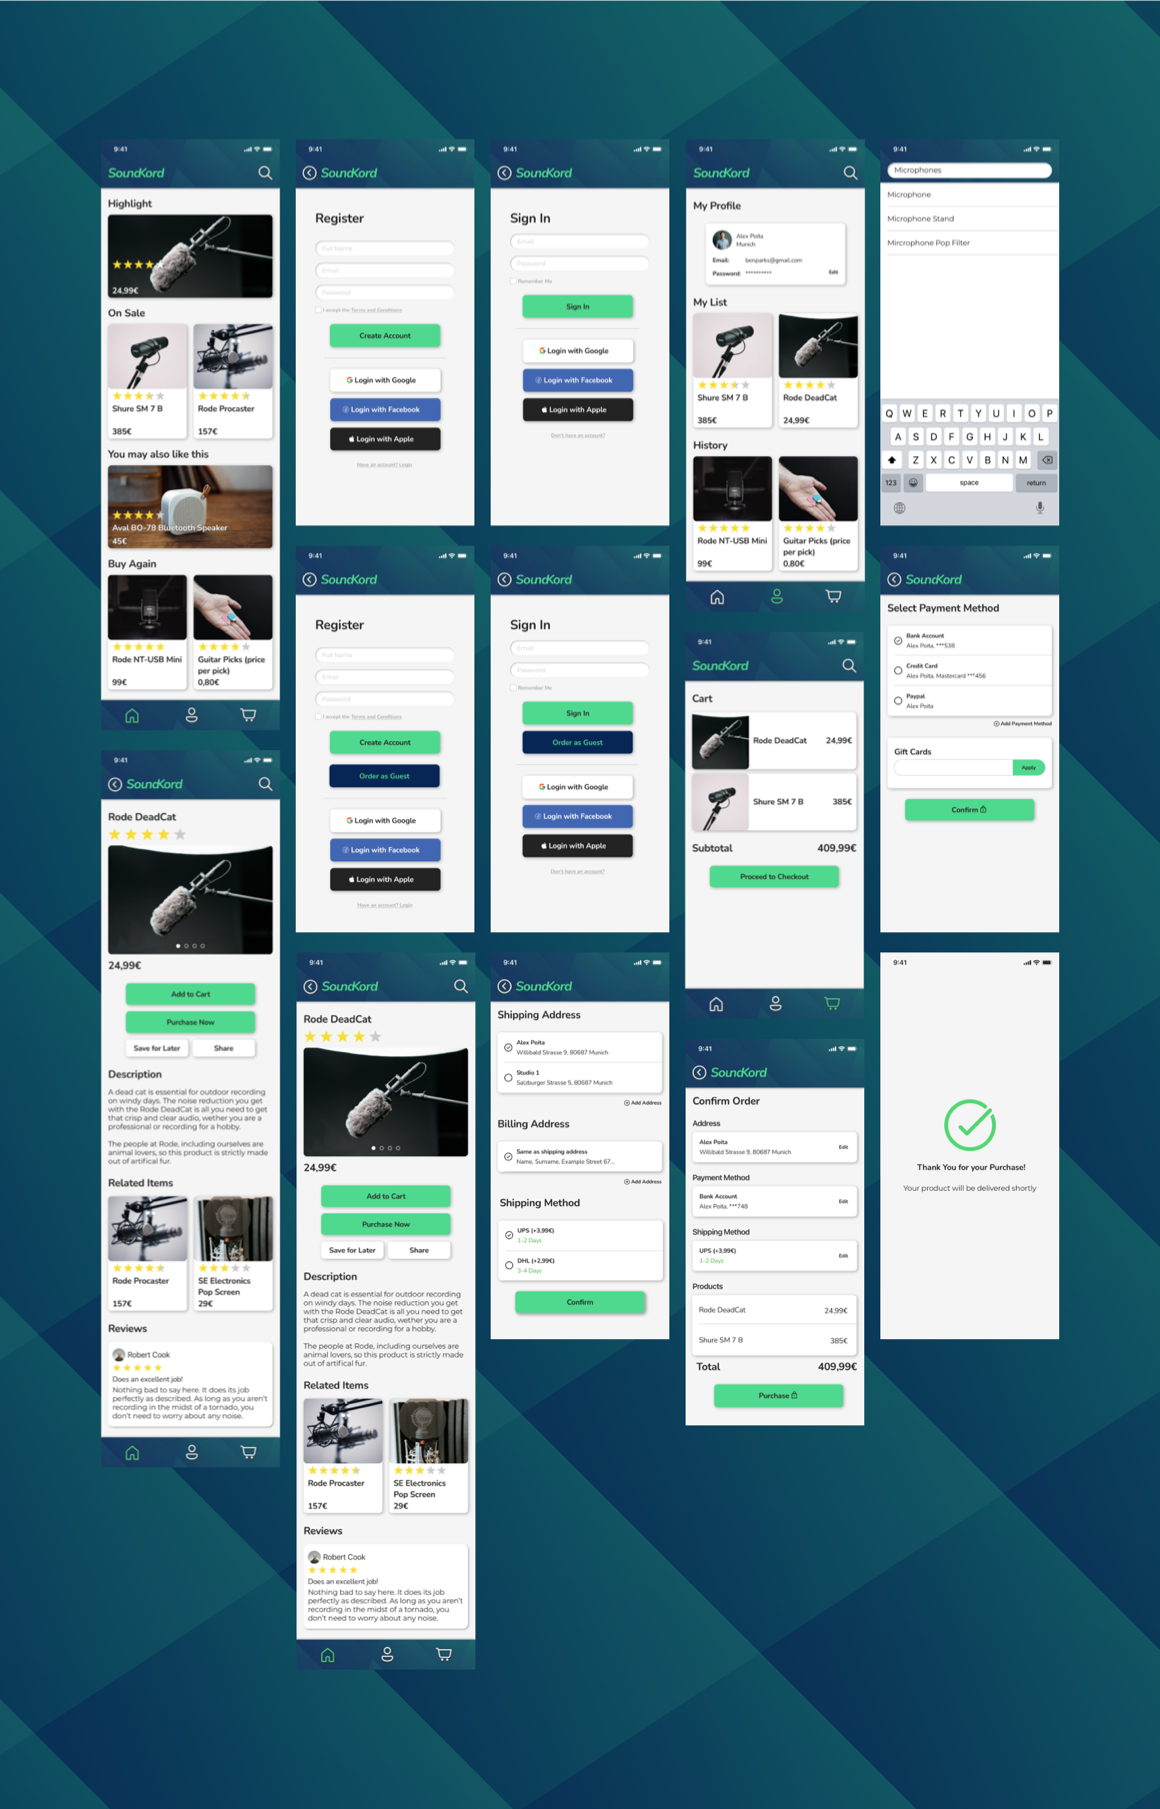 9:41
SoundKord
Highlight
24,99€
On Sale
Shure SM 7 B
385€
Rode Procaster
157€
You may also like this
Aval BO-78 Bluetooth Speaker
45€
Buy Again
Rode NT-USB Mini
99€
Guitar Picks (price
per pick)
0,80€
9:41
SoundKord
Register
Full Name
Email
Password
I accept the Terms and Conditions
Create Account
Login with Google
Login with Facebook
Login with Apple
Have an account? Login
9:41
SoundKord
Sign In
Email
Password
Remember Me
Sign In
Login with Google
Login with Facebook
Login with Apple
Don't have an account?
9:41
SoundKord
My Profile
Alex Poita
Munich
Email: benparks@gmail.com
Password: **********
Edit
My List
Shure SM 7 B
385€
Rode DeadCat
24,99€
History
Rode NT-USB Mini
99€
Guitar Picks (price
per pick)
0,80€
9:41
Microphones
Microphone
Microphone Stand
Mircrophone Pop Filter
Q W E R T Y U I O P
A S D F G H J K L
Z X C V B N M
123 space return
9:41
SoundKord
Register
Full Name
Email
Password
I accept the Terms and Conditions
Create Account
Order as Guest
Login with Google
Login with Facebook
Login with Apple
Have an account? Login
9:41
SoundKord
Sign In
Email
Password
Remember Me
Sign In
Order as Guest
Login with Google
Login with Facebook
Login with Apple
Don't have an account?
9:41
SoundKord
Cart
Rode DeadCat 24,99€
Shure SM 7 B 385€
Subtotal 409,99€
Proceed to Checkout
9:41
SoundKord
Select Payment Method
Bank Account
Alex Poita, ***538
Credit Card
Alex Poita, Mastercard ***456
Paypal
Alex Poita
Add Payment Method
Gift Cards
Apply
Confirm
9:41
SoundKord
Rode DeadCat
24,99€
Add to Cart
Purchase Now
Save for Later
Share
Description
A dead cat is essential for outdoor recording
on windy days. The noise reduction you get
with the Rode DeadCat is all you need to get
that crisp and clear audio, wether you are a
professional or recording for a hobby.
The people at Rode, including ourselves are
animal lovers, so this product is strictly made
out of artifical fur.
Related Items
Rode Procaster
157€
SE Electronics
Pop Screen
29€
Reviews
Robert Cook
Does an excellent job!
Nothing bad to say here. It does its job
perfectly as described. As long as you aren't
recording in the midst of a tornado, you
don't need to worry about any noise.
9:41
SoundKord
Rode DeadCat
24,99€
Add to Cart
Purchase Now
Save for Later
Share
Description
A dead cat is essential for outdoor recording
on windy days. The noise reduction you get
with the Rode DeadCat is all you need to get
that crisp and clear audio, wether you are a
professional or recording for a hobby.
The people at Rode, including ourselves are
animal lovers, so this product is strictly made
out of artifical fur.
Related Items
Rode Procaster
157€
SE Electronics
Pop Screen
29€
Reviews
Robert Cook
Does an excellent job!
Nothing bad to say here. It does its job
perfectly as described. As long as you aren't
recording in the midst of a tornado, you
don't need to worry about any noise.
9:41
SoundKord
Shipping Address
Alex Poita
Willibald Strasse 9, 80687 Munich
Studio 1
Salzburger Strasse 5, 80687 Munich
Add Address
Billing Address
Same as shipping address
Name, Surname, Example Street 67...
Add Address
Shipping Method
UPS (+3,99€)
1-2 Days
DHL (+2,99€)
3-4 Days
Confirm
9:41
SoundKord
Confirm Order
Address
Alex Poita
Willibald Strasse 9, 80687 Munich
Edit
Payment Method
Bank Account
Alex Poita, ***748
Edit
Shipping Method
UPS (+3,99€)
1-2 Days
Edit
Products
Rode DeadCat 24,99€
Shure SM 7 B 385€
Total 409,99€
Purchase
9:41
Thank You for your Purchase!
Your product will be delivered shortly